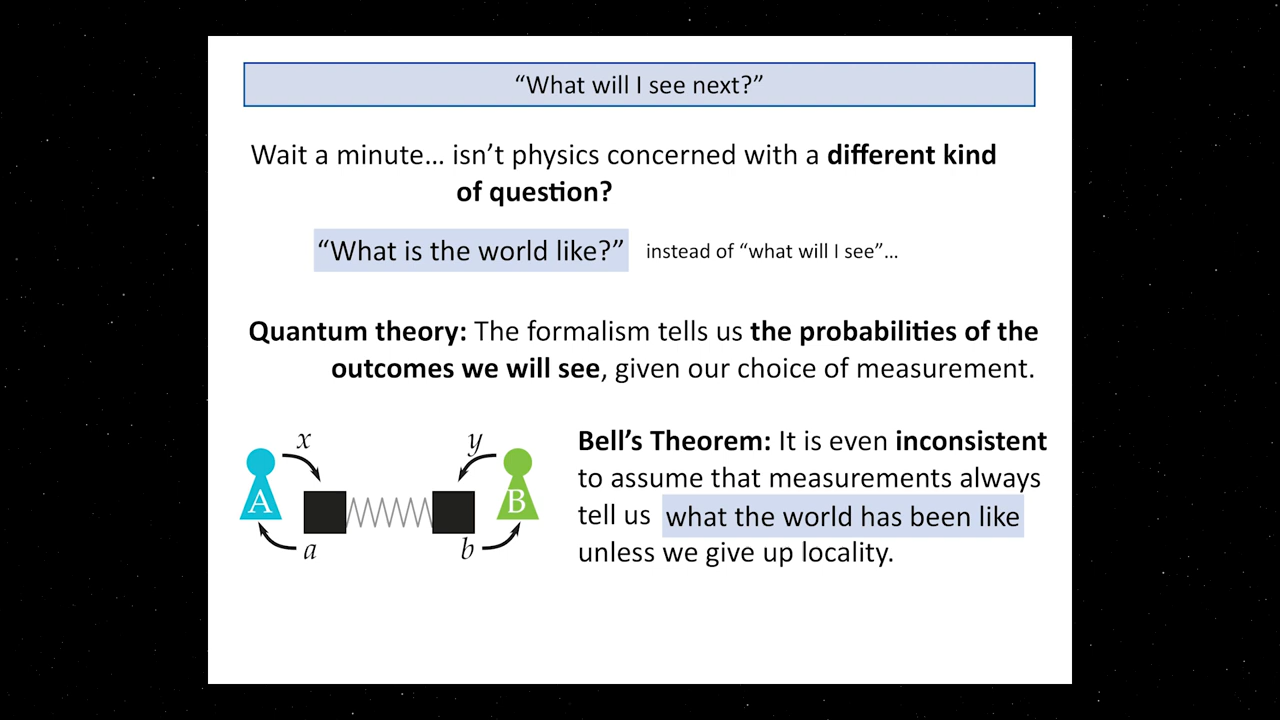 “What will I see next?”
Wait a minute… isn’t physics concerned with a different kind
of question?
“What is the world like?” instead of “what will I see”…
Quantum theory: The formalism tells us the probabilities of the
outcomes we will see, given our choice of measurement.
x y
A B
a b
Bell’s Theorem: It is even inconsistent
to assume that measurements always
tell us what the world has been like
unless we give up locality.